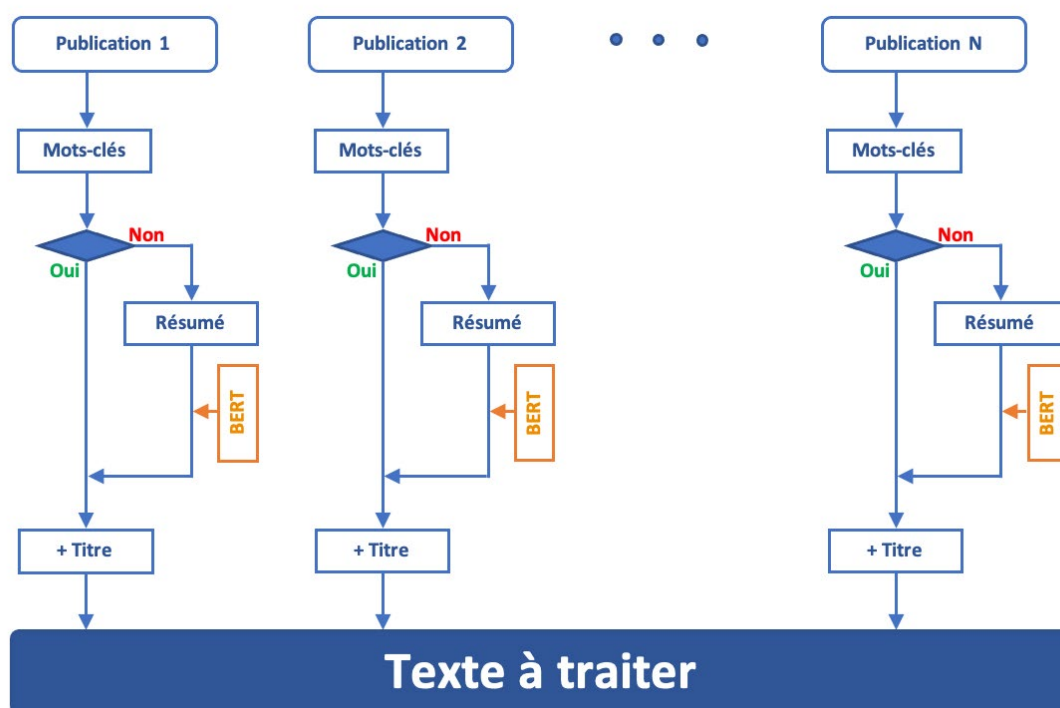 Publication 1
Publication 2
Publication N
Mots-clés
Mots-clés
Mots-clés
Non
Non
Non
Oui
Oui
Oui
Résumé
Résumé
Résumé
BERT
BERT
BERT
+ Titre
+ Titre
+ Titre
Texte à traiter